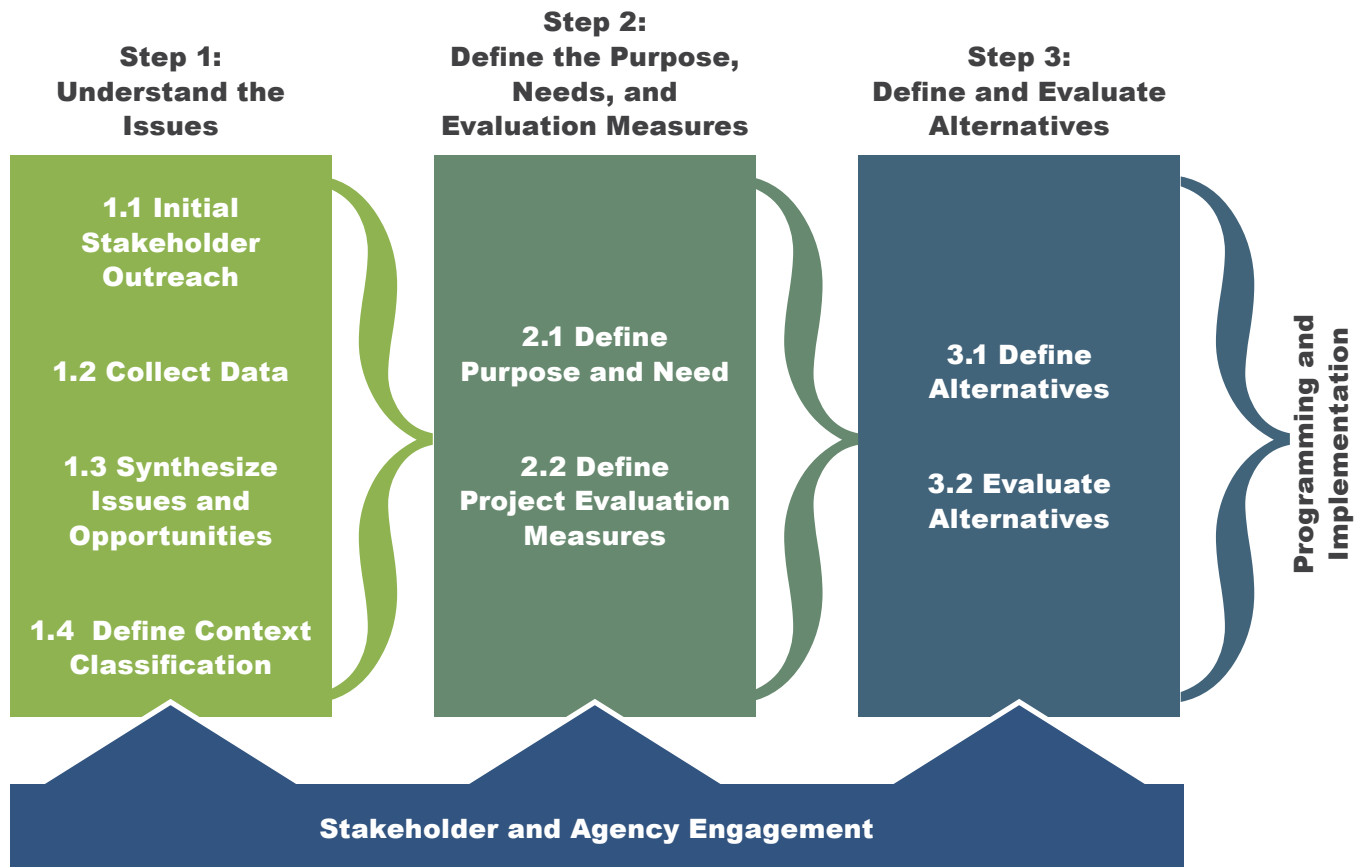 Step 1:
Understand the
Issues
1.1 Initial
Stakeholder
Outreach
1.2 Collect Data
1.3 Synthesize
Issues and
Opportunities
1.4  Define Context
Classification
Step 2:
Define the Purpose,
Needs, and
Evaluation Measures
2.1 Define
Purpose and Need
2.2 Define
Project Evaluation
Measures
Step 3:
Define and Evaluate
Alternatives
3.1 Define
Alternatives
3.2 Evaluate
Alternatives
Programming and
Implementation
Stakeholder and Agency Engagement